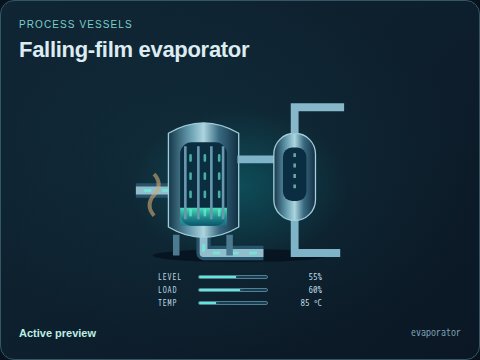 PROCESS VESSELS
Falling-film evaporator
LEVEL 55%
LOAD 60%
TEMP 85 °C
Active preview evaporator